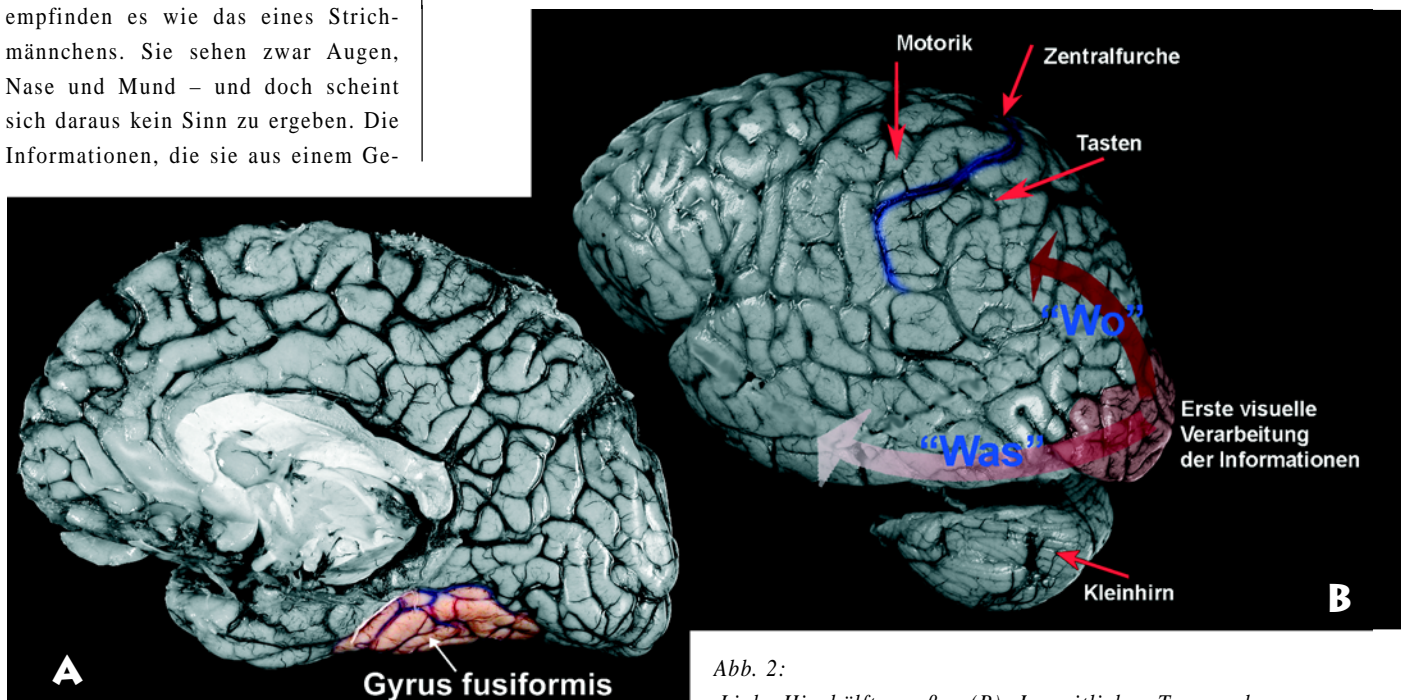 empfinden es wie das eines Strich-
männchens. Sie sehen zwar Augen,
Nase und Mund – und doch scheint
sich daraus kein Sinn zu ergeben. Die
Informationen, die sie aus einem Ge-
Motorik
Zentralfurche
Tasten
“Wo”
“Was”
Erste visuelle
Verarbeitung
der Informationen
Kleinhirn
B
A
Gyrus fusiformis
Abb. 2: